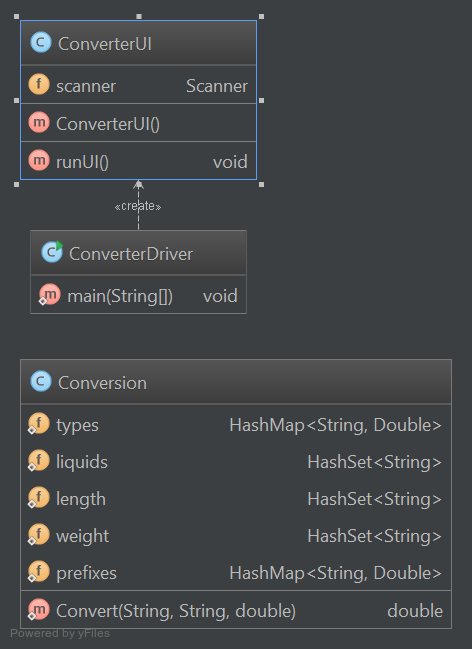 C ConverterUI
f scanner Scanner
m ConverterUI()
m runUI() void
«create»
C ConverterDriver
m main(String[]) void
C Conversion
f types HashMap<String, Double>
f liquids HashSet<String>
f length HashSet<String>
f weight HashSet<String>
f prefixes HashMap<String, Double>
m Convert(String, String, double) double
Powered by yFiles